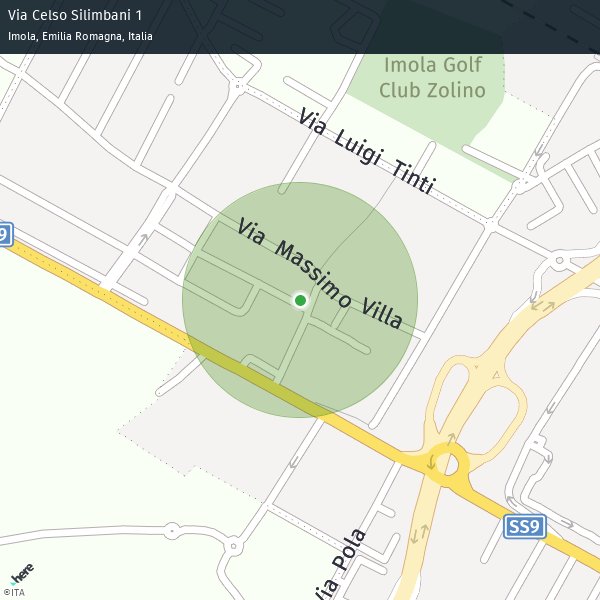 Via Celso Silimbani 1
Imola, Emilia Romagna, Italia
Imola Golf
Club Zolino
Via Luigi Tinti
Via Massimo Villa
9
SS9
Via Pola
here
©ITA